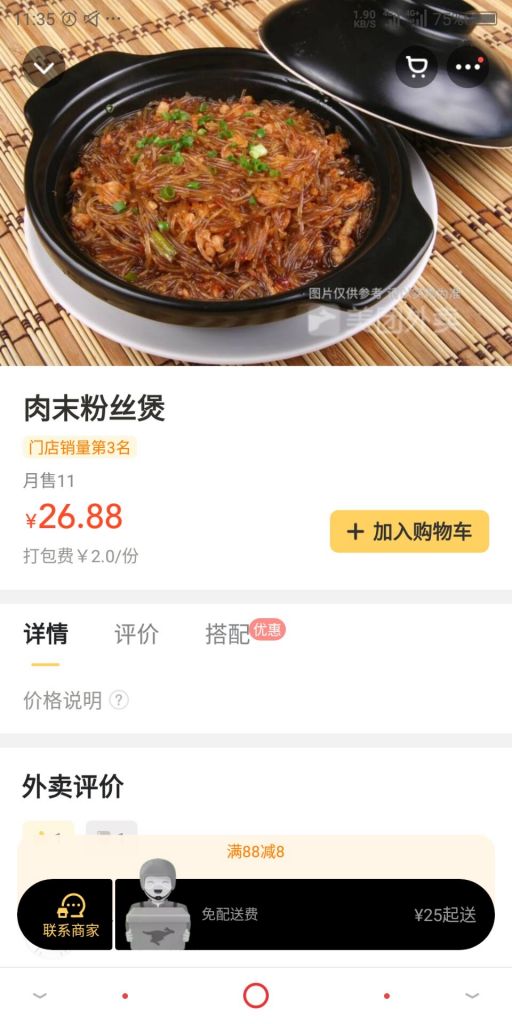 11:35
1.90
KB/S
4G
4G+
75%
图片仅供参考
美团外卖
肉末粉丝煲
门店销量第3名
月售11
¥26.88
+ 加入购物车
打包费￥2.0/份
详情
评价
搭配
优惠
价格说明 ?
外卖评价
满88减8
联系商家
免配送费
¥25起送